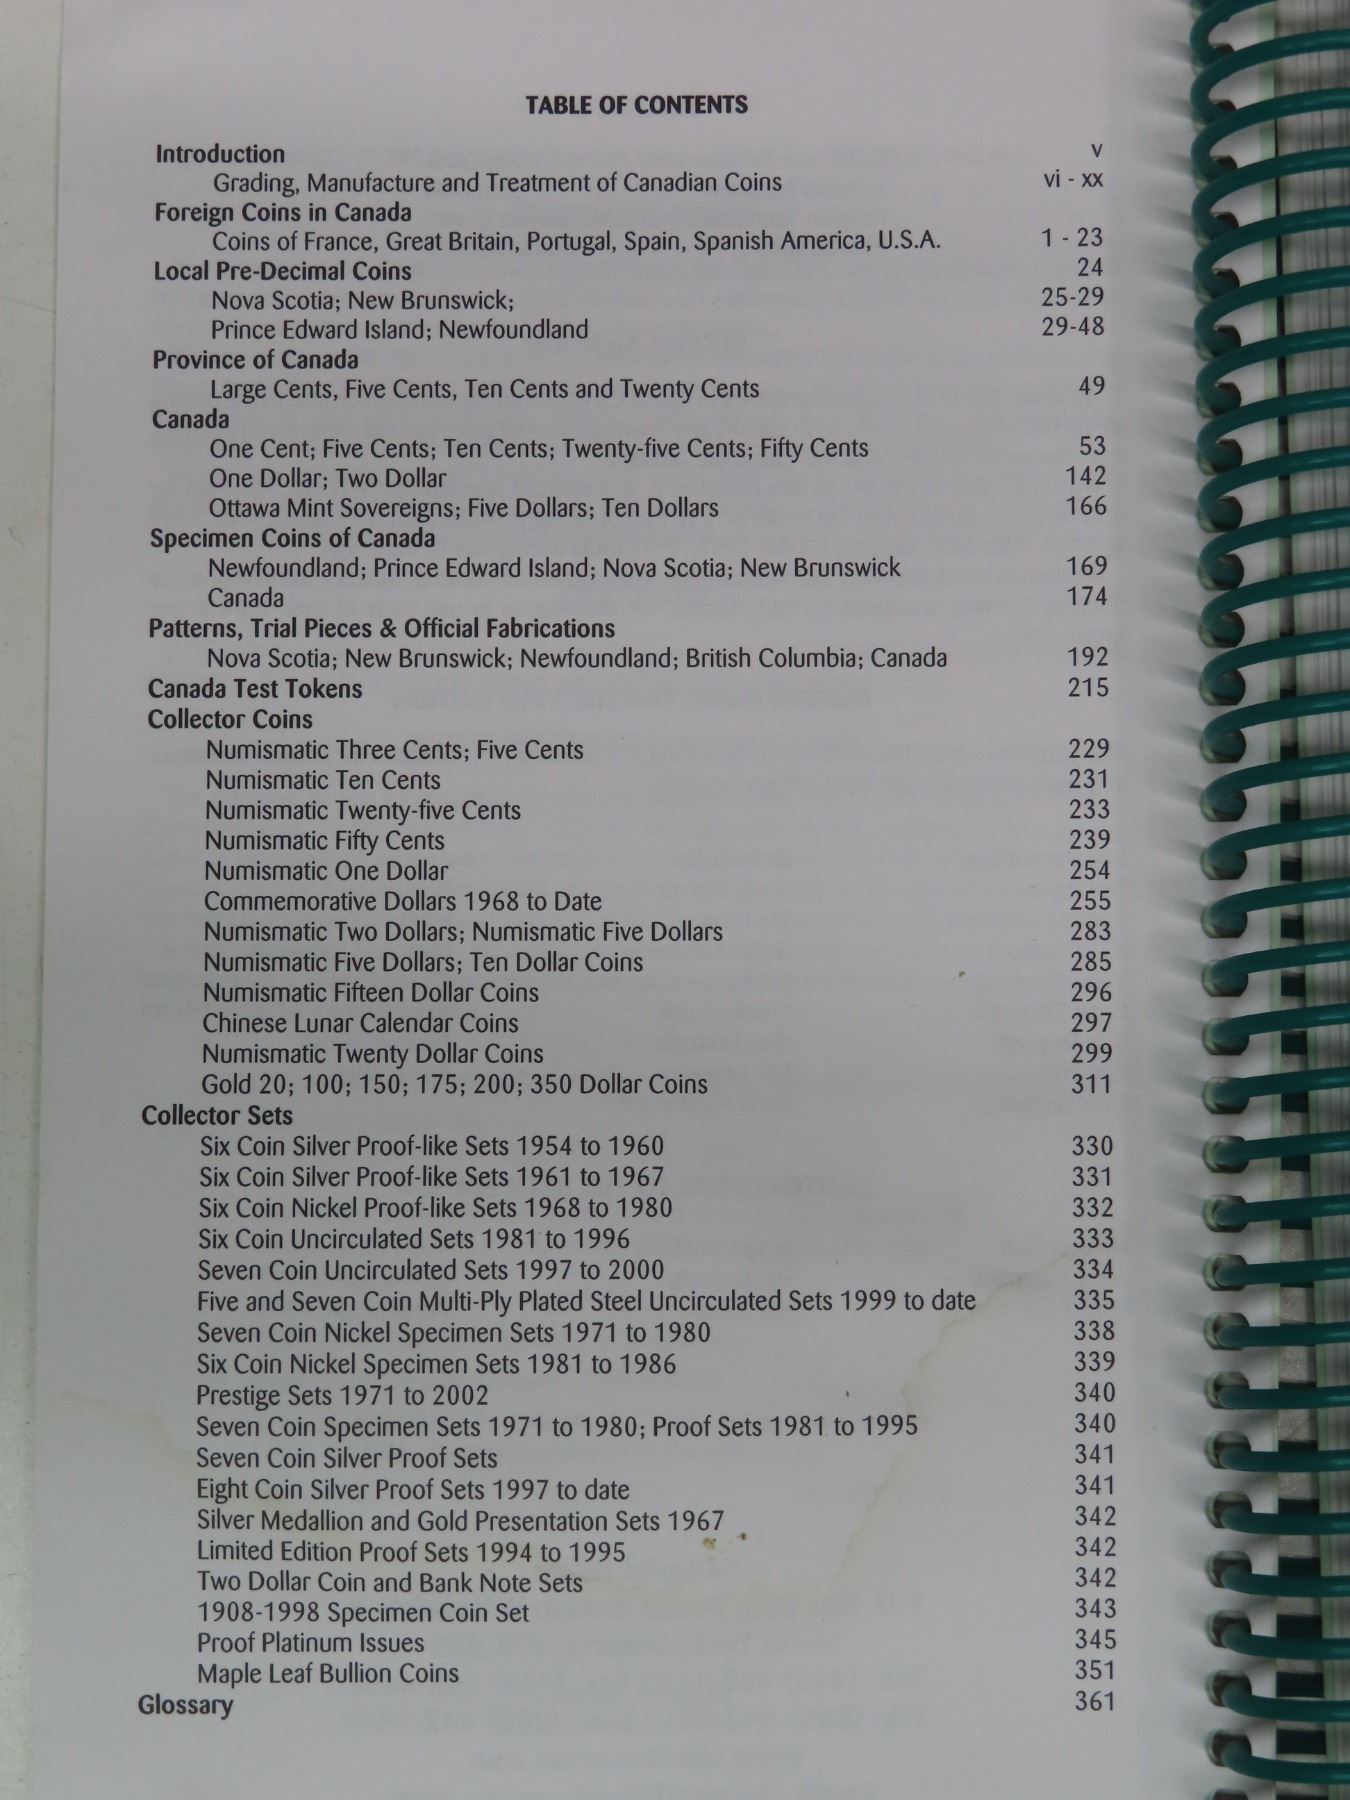 TABLE OF CONTENTS
Introduction v
Grading, Manufacture and Treatment of Canadian Coins vi - xx
Foreign Coins in Canada
Coins of France, Great Britain, Portugal, Spain, Spanish America, U.S.A. 1 - 23
Local Pre-Decimal Coins 24
Nova Scotia; New Brunswick; 25-29
Prince Edward Island; Newfoundland 29-48
Province of Canada
Large Cents, Five Cents, Ten Cents and Twenty Cents 49
Canada
One Cent; Five Cents; Ten Cents; Twenty-five Cents; Fifty Cents 53
One Dollar; Two Dollar 142
Ottawa Mint Sovereigns; Five Dollars; Ten Dollars 166
Specimen Coins of Canada
Newfoundland; Prince Edward Island; Nova Scotia; New Brunswick 169
Canada 174
Patterns, Trial Pieces & Official Fabrications
Nova Scotia; New Brunswick; Newfoundland; British Columbia; Canada 192
Canada Test Tokens 215
Collector Coins
Numismatic Three Cents; Five Cents 229
Numismatic Ten Cents 231
Numismatic Twenty-five Cents 233
Numismatic Fifty Cents 239
Numismatic One Dollar 254
Commemorative Dollars 1968 to Date 255
Numismatic Two Dollars; Numismatic Five Dollars 283
Numismatic Five Dollars; Ten Dollar Coins 285
Numismatic Fifteen Dollar Coins 296
Chinese Lunar Calendar Coins 297
Numismatic Twenty Dollar Coins 299
Gold 20; 100; 150; 175; 200; 350 Dollar Coins 311
Collector Sets
Six Coin Silver Proof-like Sets 1954 to 1960 330
Six Coin Silver Proof-like Sets 1961 to 1967 331
Six Coin Nickel Proof-like Sets 1968 to 1980 332
Six Coin Uncirculated Sets 1981 to 1996 333
Seven Coin Uncirculated Sets 1997 to 2000 334
Five and Seven Coin Multi-Ply Plated Steel Uncirculated Sets 1999 to date 335
Seven Coin Nickel Specimen Sets 1971 to 1980 338
Six Coin Nickel Specimen Sets 1981 to 1986 339
Prestige Sets 1971 to 2002 340
Seven Coin Specimen Sets 1971 to 1980; Proof Sets 1981 to 1995 340
Seven Coin Silver Proof Sets 341
Eight Coin Silver Proof Sets 1997 to date 341
Silver Medallion and Gold Presentation Sets 1967 342
Limited Edition Proof Sets 1994 to 1995 342
Two Dollar Coin and Bank Note Sets 342
1908-1998 Specimen Coin Set 343
Proof Platinum Issues 345
Maple Leaf Bullion Coins 351
Glossary 361